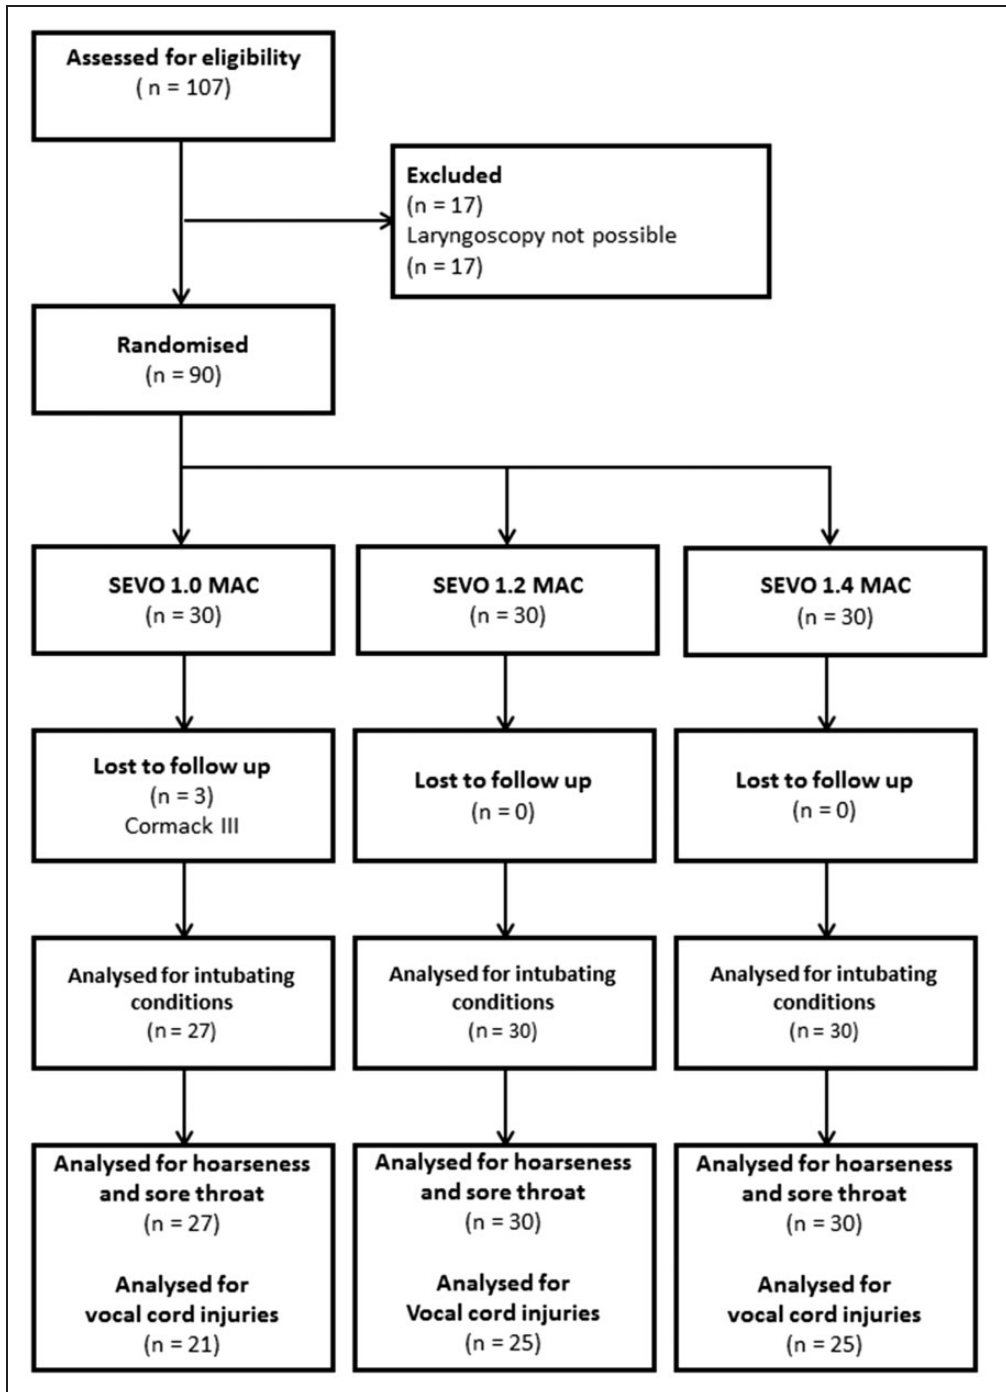 Assessed for eligibility
( n = 107)
Excluded
(n = 17)
Laryngoscopy not possible
(n = 17)
Randomised
(n = 90)
SEVO 1.0 MAC
(n = 30)
SEVO 1.2 MAC
(n = 30)
SEVO 1.4 MAC
(n = 30)
Lost to follow up
(n = 3)
Cormack III
Lost to follow up
(n = 0)
Lost to follow up
(n = 0)
Analysed for intubating
conditions
(n = 27)
Analysed for intubating
conditions
(n = 30)
Analysed for intubating
conditions
(n = 30)
Analysed for hoarseness
and sore throat
(n = 27)
Analysed for
vocal cord injuries
(n = 21)
Analysed for hoarseness
and sore throat
(n = 30)
Analysed for
Vocal cord injuries
(n = 25)
Analysed for hoarseness
and sore throat
(n = 30)
Analysed for
vocal cord injuries
(n = 25)